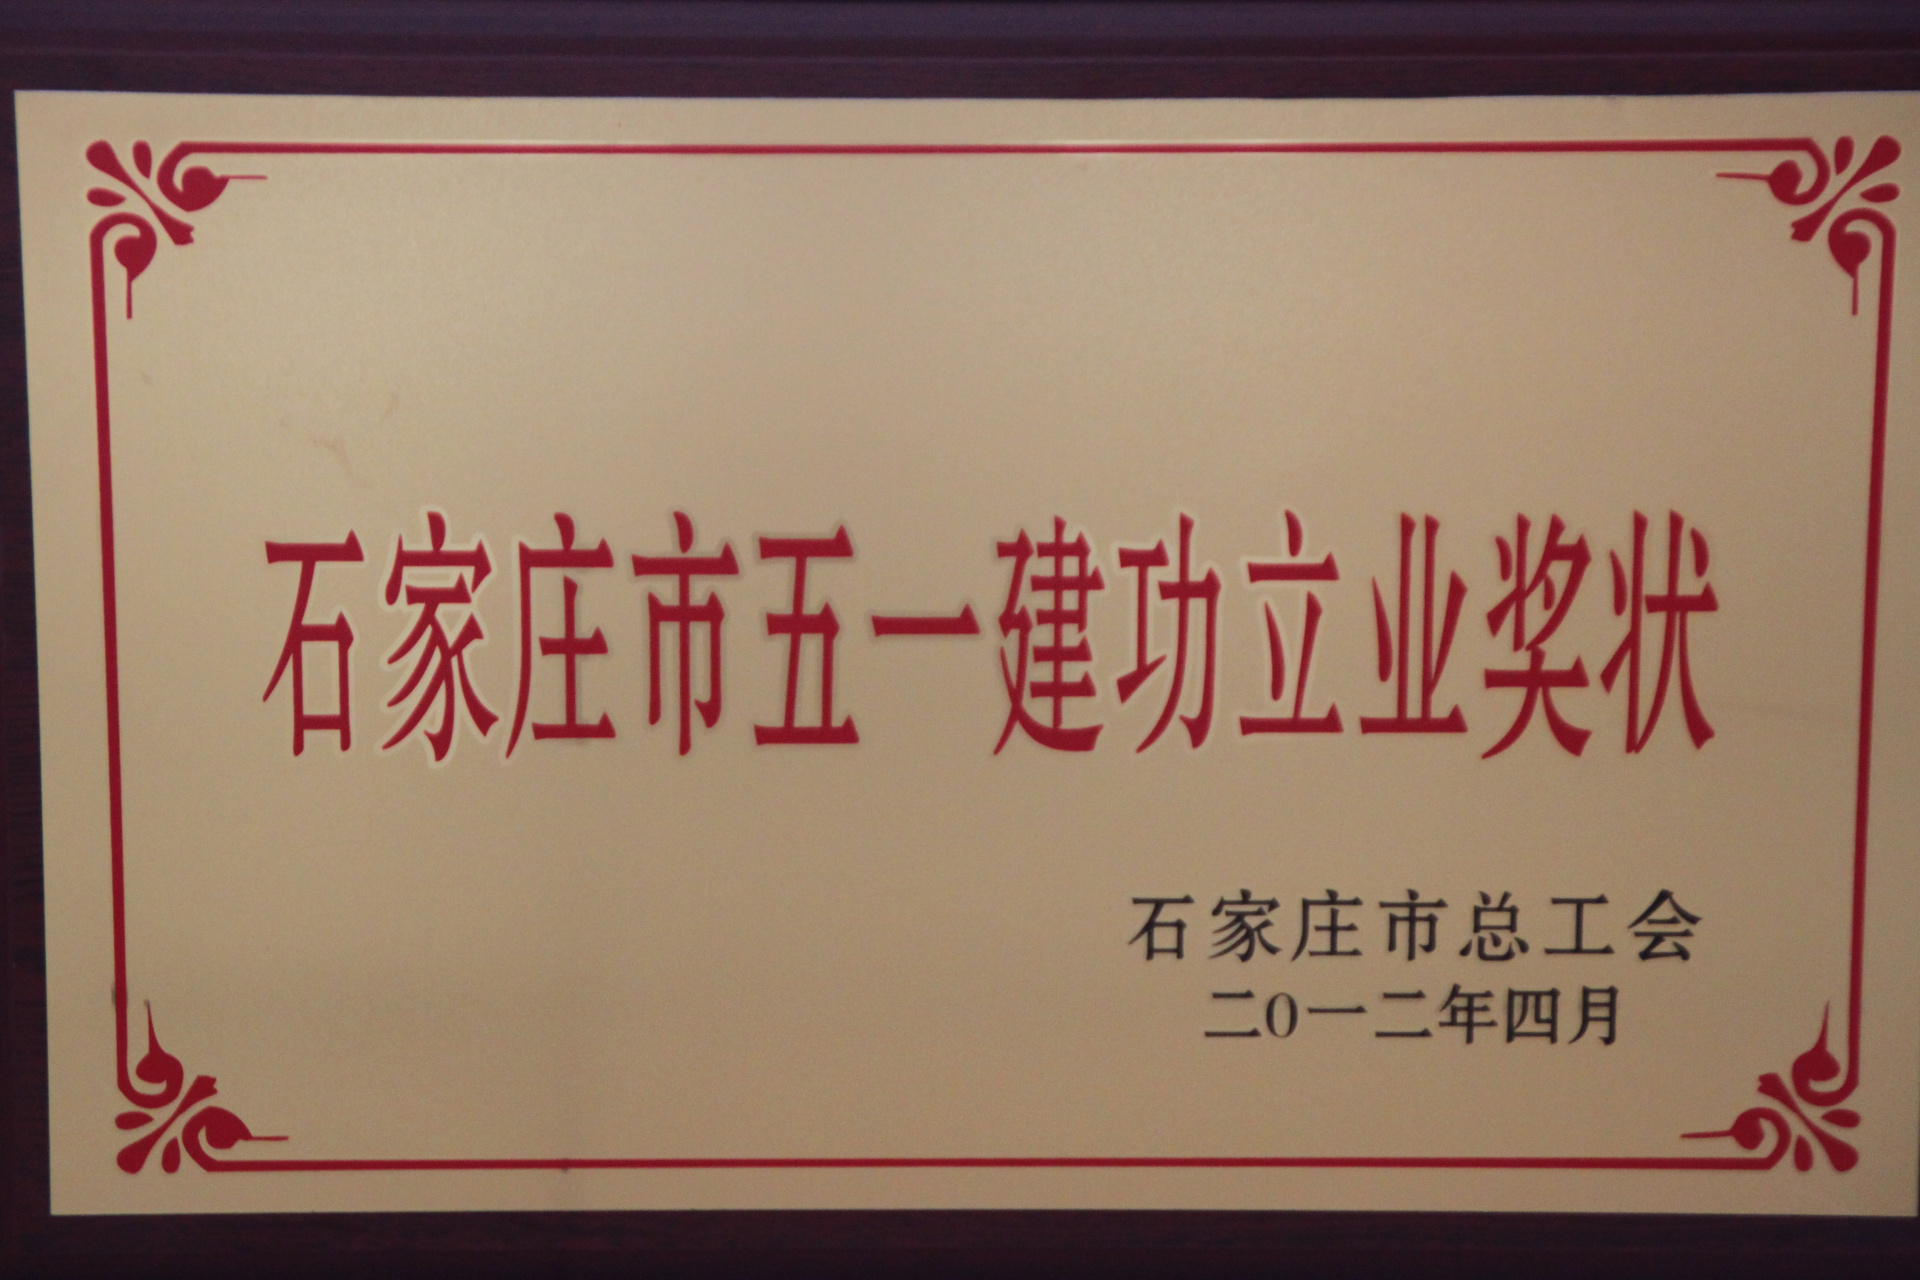 石家庄市五一建功立业奖状
石家庄市总工会
二0一二年四月